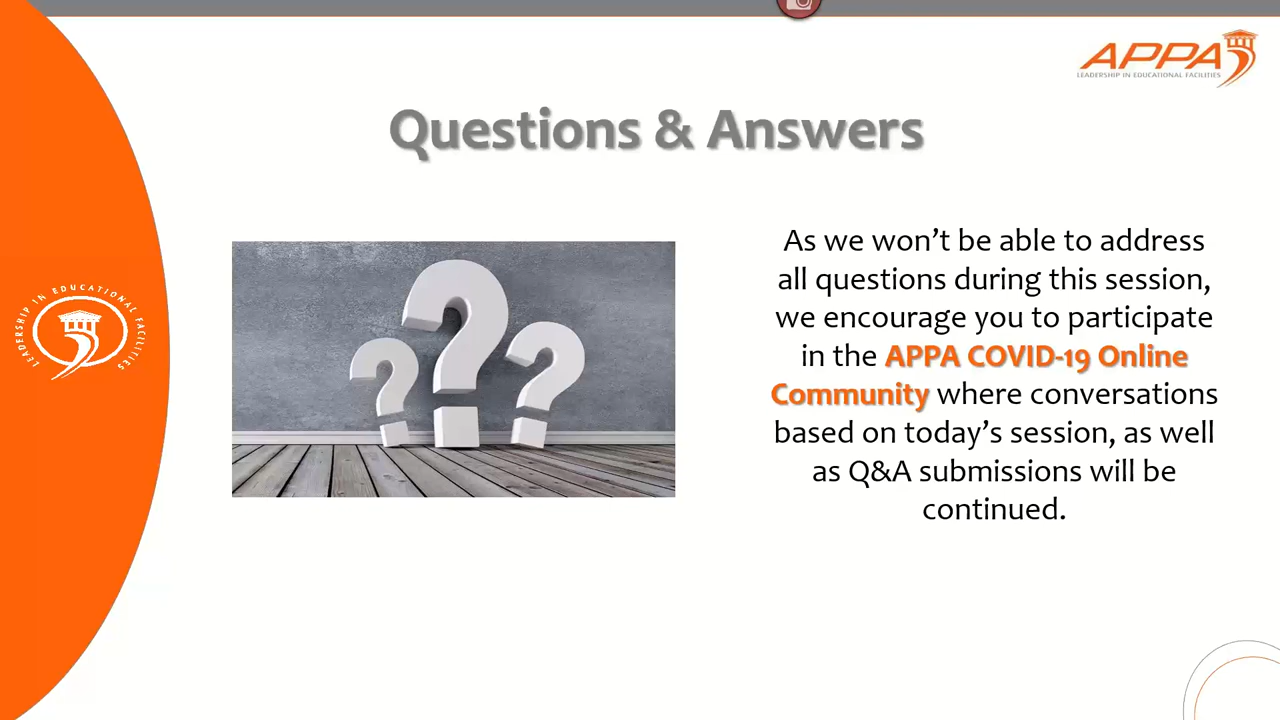 APPA
LEADERSHIP IN EDUCATIONAL FACILITIES
Questions & Answers
As we won’t be able to address
all questions during this session,
we encourage you to participate
in the APPA COVID-19 Online
Community where conversations
based on today’s session, as well
as Q&A submissions will be
continued.
LEADERSHIP IN EDUCATIONAL FACILITIES